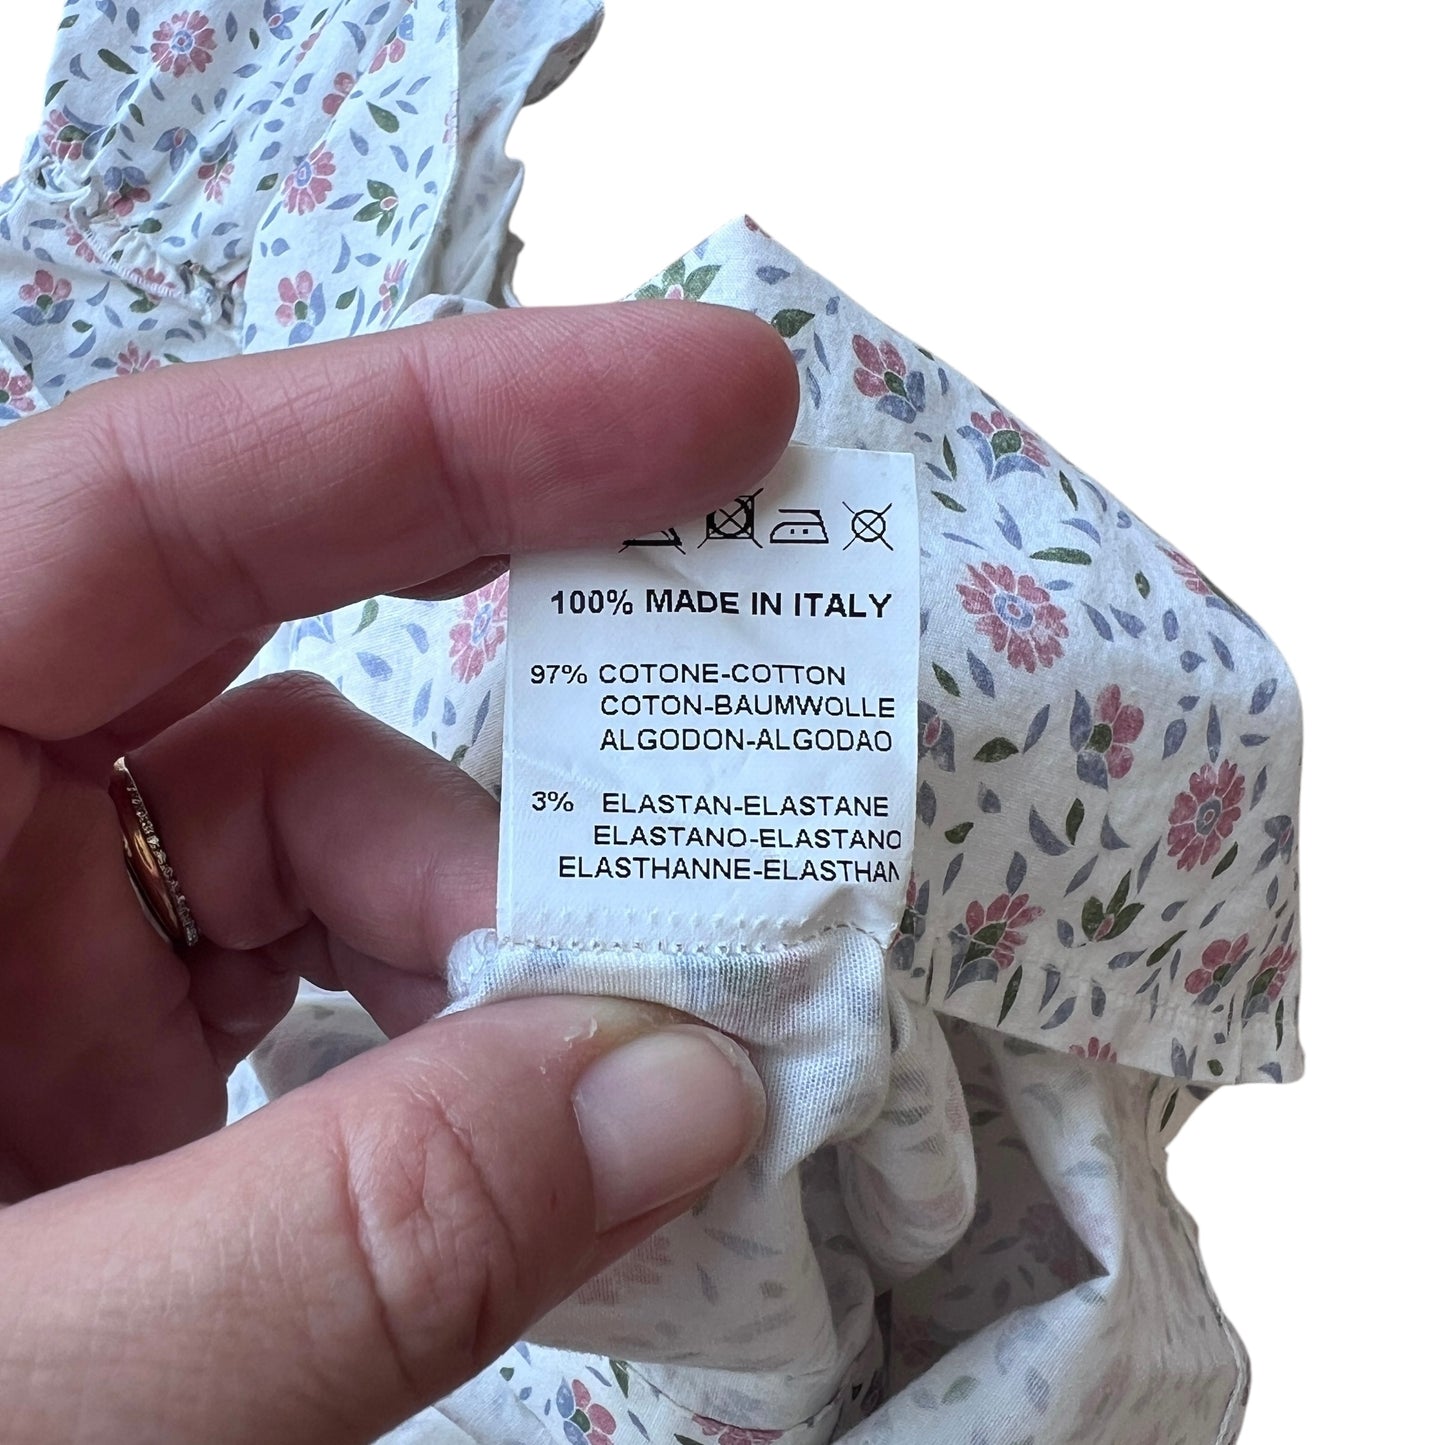 100% MADE IN ITALY
97% COTONE-COTTON
COTON-BAUMWOLLE
ALGODON-ALGODAO
3% ELASTAN-ELASTANE
ELASTANO-ELASTANO
ELASTHANNE-ELASTHAN